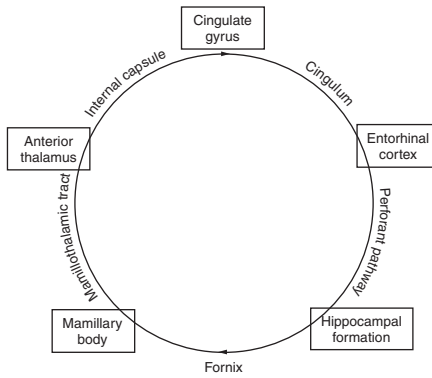 Cingulate
gyrus
Internal capsule
Cingulum
Anterior
thalamus
Entorhinal
cortex
Mamillothalamic tract
Perforant pathway
Mamillary
body
Hippocampal
formation
Fornix